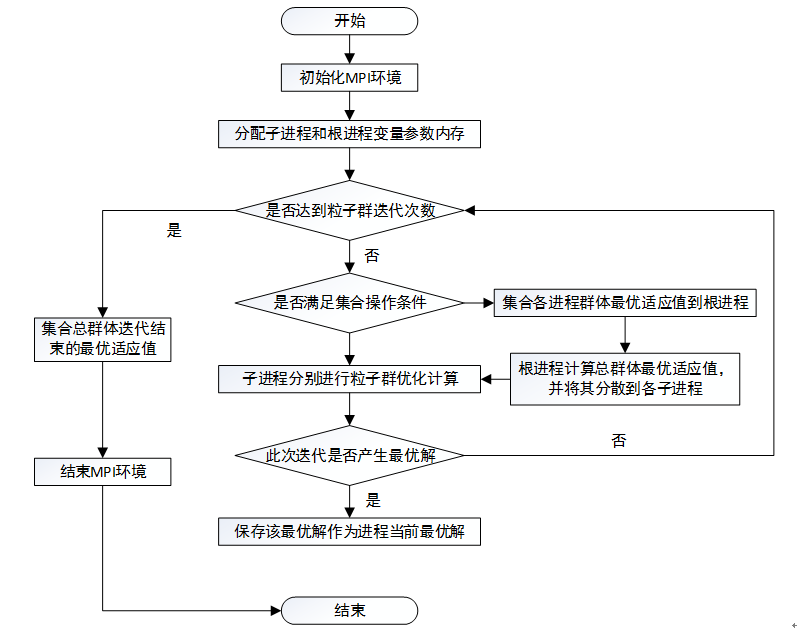 开始
初始化MPI环境
分配子进程和根进程变量参数内存
是否达到粒子群迭代次数
是
否
是否满足集合操作条件
集合各进程群体最优适应值到根进程
集合总群体迭代结
束的最优适应值
根进程计算总群体最优适应值，
并将其分散到各子进程
子进程分别进行粒子群优化计算
此次迭代是否产生最优解
否
结束MPI环境
是
保存该最优解作为进程当前最优解
结束